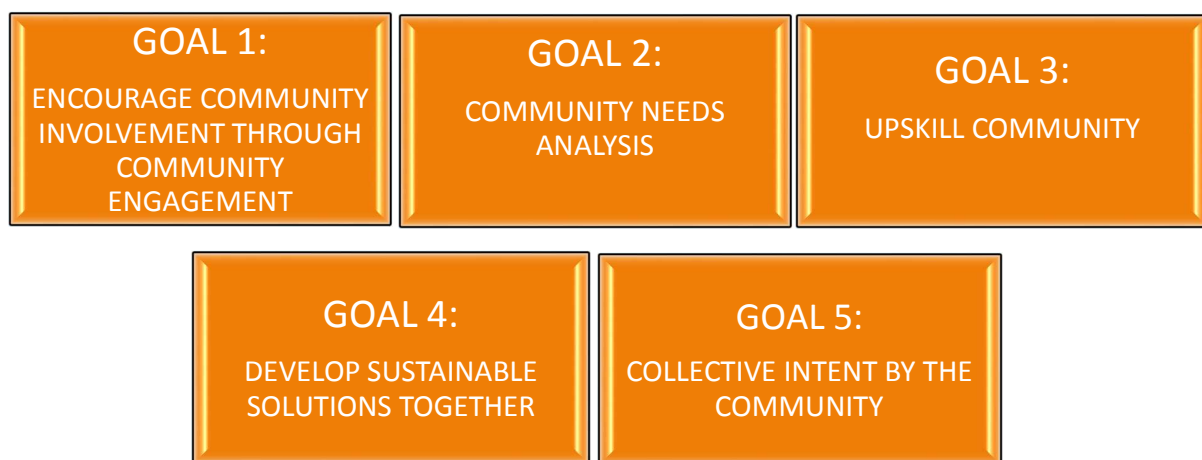 GOAL 1:
ENCOURAGE COMMUNITY
INVOLVEMENT THROUGH
COMMUNITY
ENGAGEMENT
GOAL 2:
COMMUNITY NEEDS
ANALYSIS
GOAL 3:
UPSKILL COMMUNITY
GOAL 4:
DEVELOP SUSTAINABLE
SOLUTIONS TOGETHER
GOAL 5:
COLLECTIVE INTENT BY THE
COMMUNITY